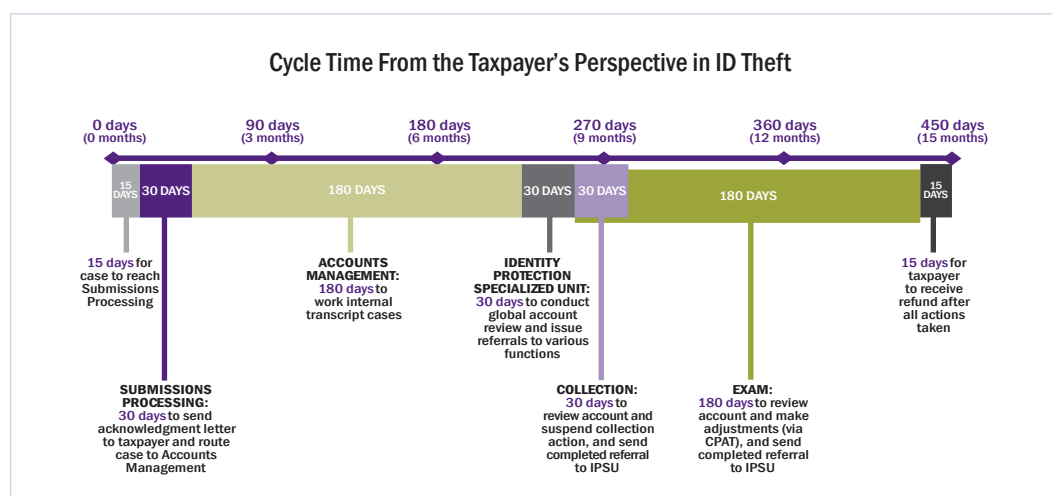 Cycle Time From the Taxpayer's Perspective in ID Theft
0 days
(0 months)
90 days
(3 months)
180 days
(6 months)
270 days
(9 months)
360 days
(12 months)
450 days
(15 months)
15
DAYS
30 DAYS
180 DAYS
30 DAYS
30 DAYS
180 DAYS
15
DAYS
15 days for
case to reach
Submissions
Processing
ACCOUNTS
MANAGEMENT:
180 days to
work internal
transcript cases
IDENTITY
PROTECTION
SPECIALIZED UNIT:
30 days to conduct
global account
review and issue
referrals to various
functions
15 days for
taxpayer
to receive
refund after
all actions
taken
SUBMISSIONS
PROCESSING:
30 days to send
acknowledgment letter
to taxpayer and route
case to Accounts
Management
COLLECTION:
30 days to
review account and
suspend collection
action, and send
completed referral
to IPSU
EXAM:
180 days to review
account and make
adjustments (via
CPAT), and send
completed referral
to IPSU